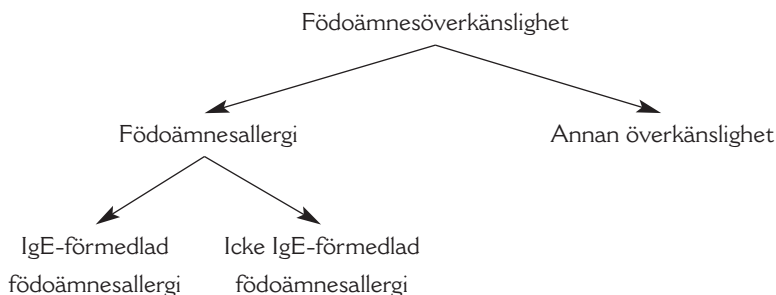 Födoämnesöverkänslighet
Födoämnesallergi
Annan överkänslighet
IgE-förmedlad
födoämnesallergi
Icke IgE-förmedlad
födoämnesallergi